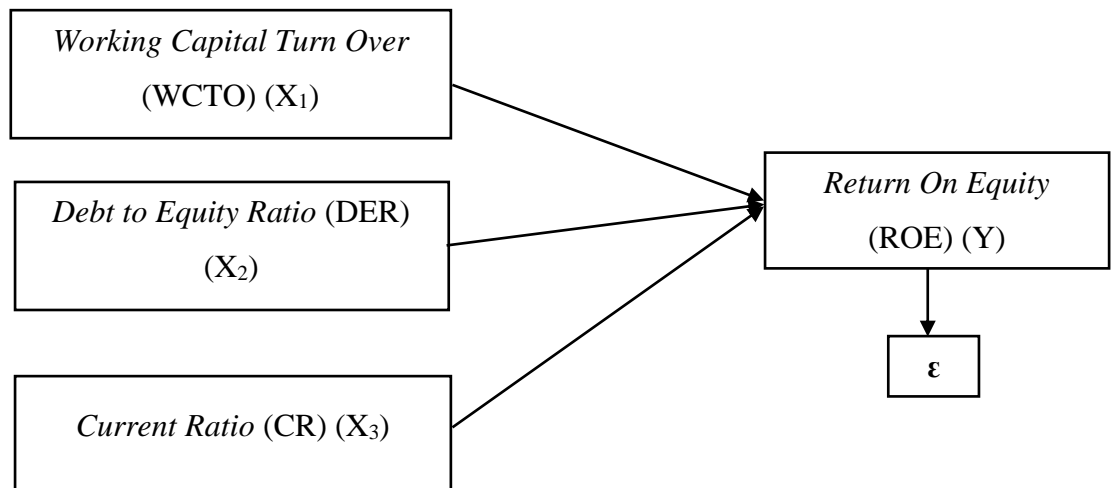 Working Capital Turn Over
(WCTO) (X₁)
Debt to Equity Ratio (DER)
(X₂)
Current Ratio (CR) (X₃)
Return On Equity
(ROE) (Y)
ε